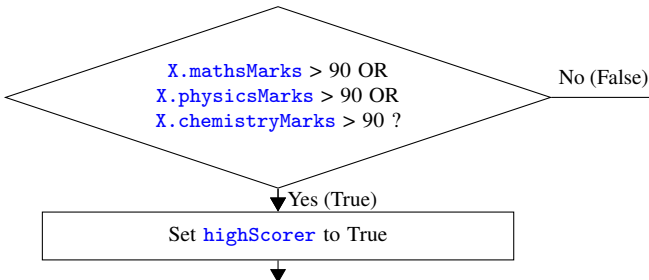 X.mathsMarks > 90 OR
X.physicsMarks > 90 OR
X.chemistryMarks > 90 ?
No (False)
Yes (True)
Set highScorer to True